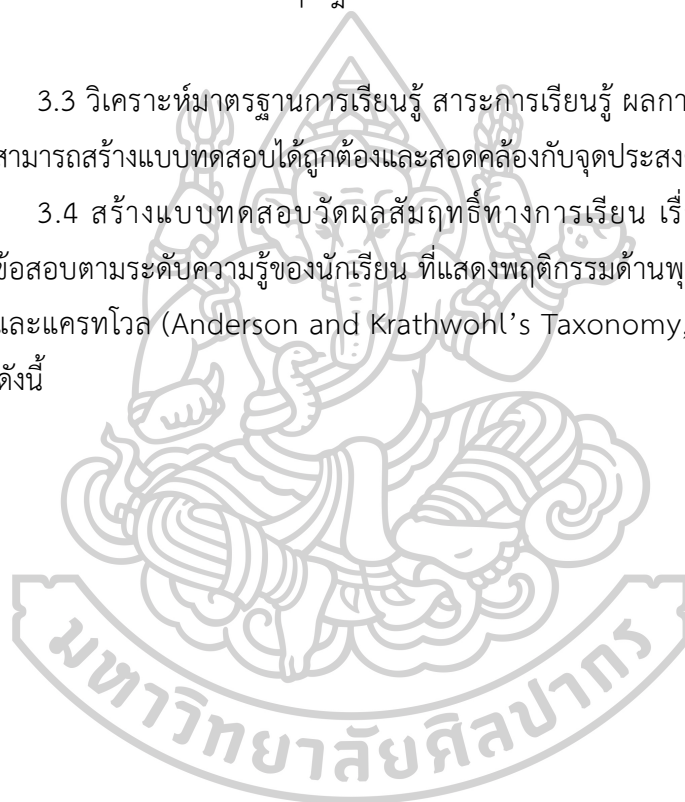 3.3 วิเคราะห์มาตรฐานการเรียนรู้ สาระการเรียนรู้ ผลกา
สามารถสร้างแบบทดสอบได้ถูกต้องและสอดคล้องกับจุดประสง
3.4 สร้างแบบทดสอบวัดผลสัมฤทธิ์ทางการเรียน เรื่
ข้อสอบตามระดับความรู้ของนักเรียน ที่แสดงพฤติกรรมด้านพุ
และแครทโวล (Anderson and Krathwohl’s Taxonomy,
ดังนี้
มหาวิทยาลัยศิลปากร